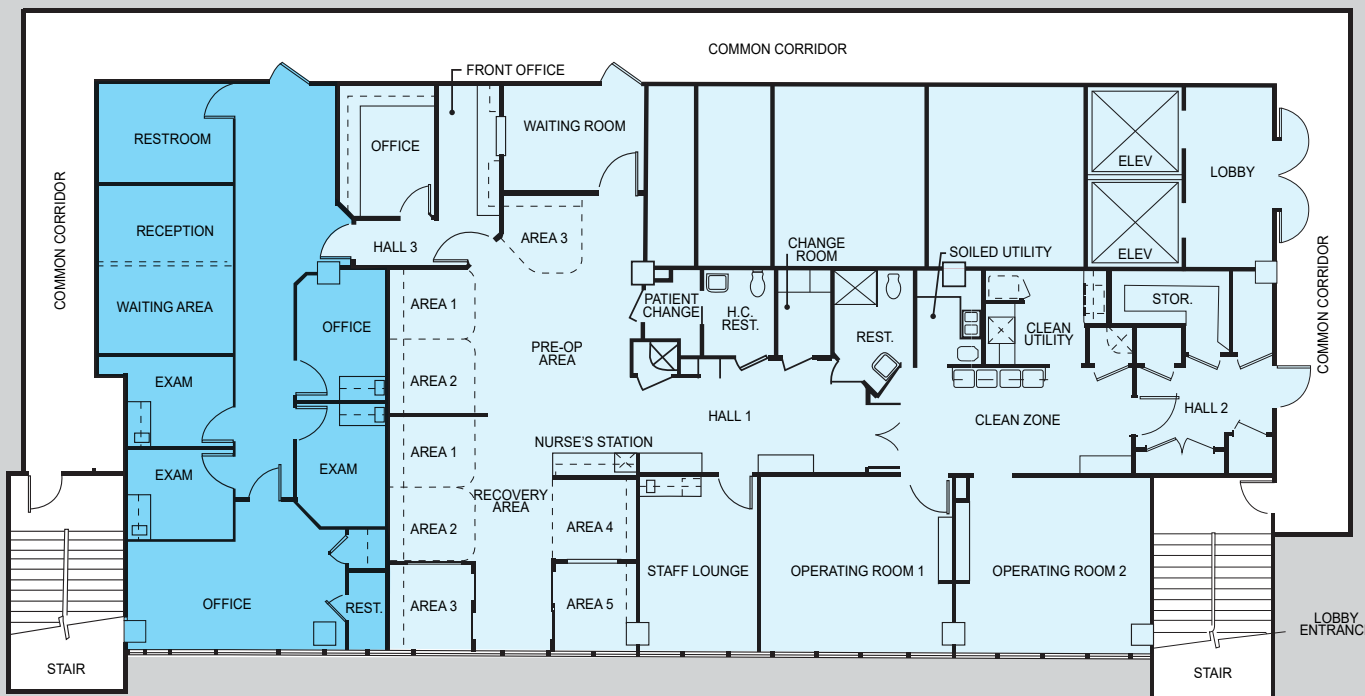 COMMON CORRIDOR
FRONT OFFICE
WAITING ROOM
RESTROOM
OFFICE
ELEV
LOBBY
COMMON CORRIDOR
RECEPTION
HALL 3
AREA 3
CHANGE
ROOM
SOILED UTILITY
ELEV
COMMON CORRIDOR
WAITING AREA
OFFICE
AREA 1
PATIENT
CHANGE
H.C.
REST.
REST.
CLEAN
UTILITY
STOR.
PRE-OP
AREA
EXAM
AREA 2
HALL 1
CLEAN ZONE
HALL 2
NURSE'S STATION
AREA 1
EXAM
EXAM
RECOVERY
AREA
AREA 2
AREA 4
STAFF LOUNGE
OPERATING ROOM 1
OPERATING ROOM 2
OFFICE
REST.
AREA 3
AREA 5
LOBBY
ENTRANC
STAIR
STAIR